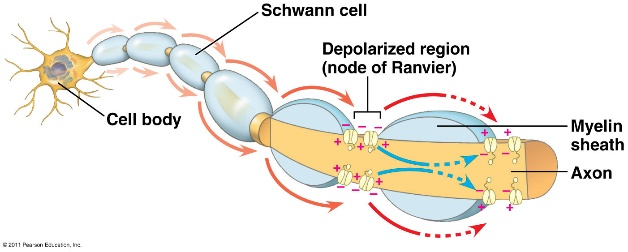 Schwann cell
Depolarized region
(node of Ranvier)
Cell body
Myelin
sheath
Axon
© 2011 Pearson Education, Inc.